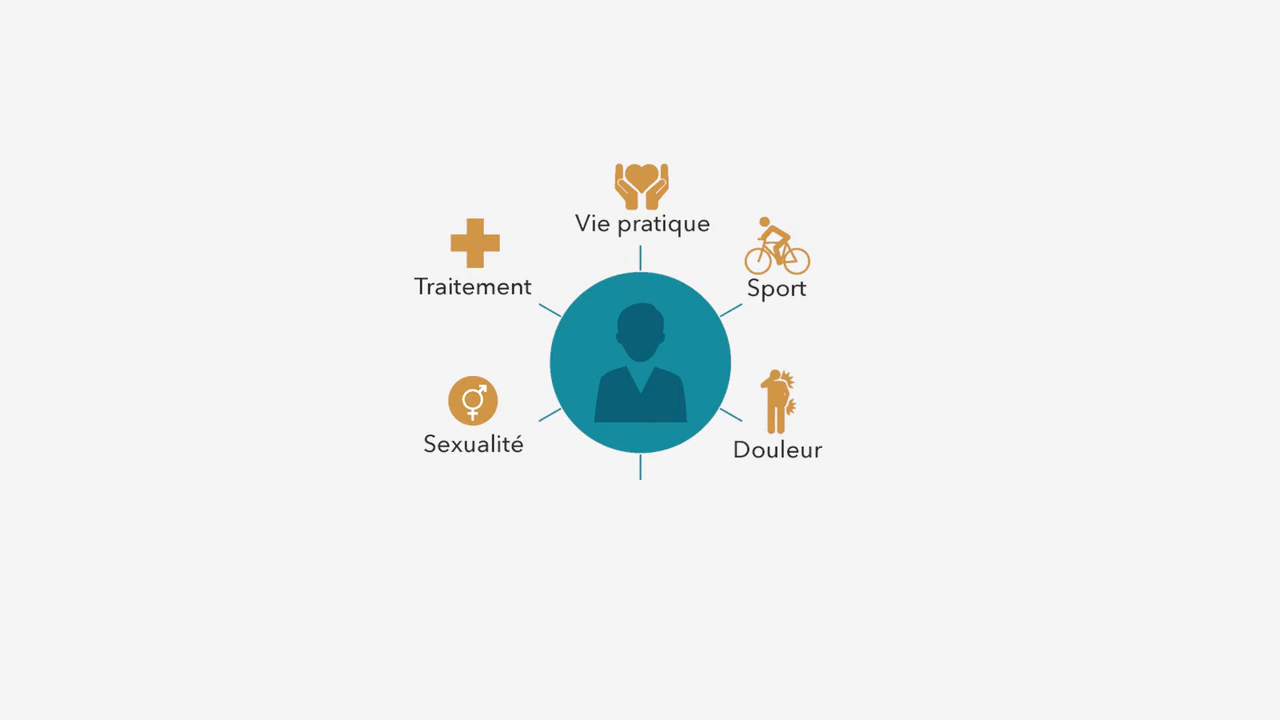 Vie pratique
Traitement
Sport
Sexualité
Douleur